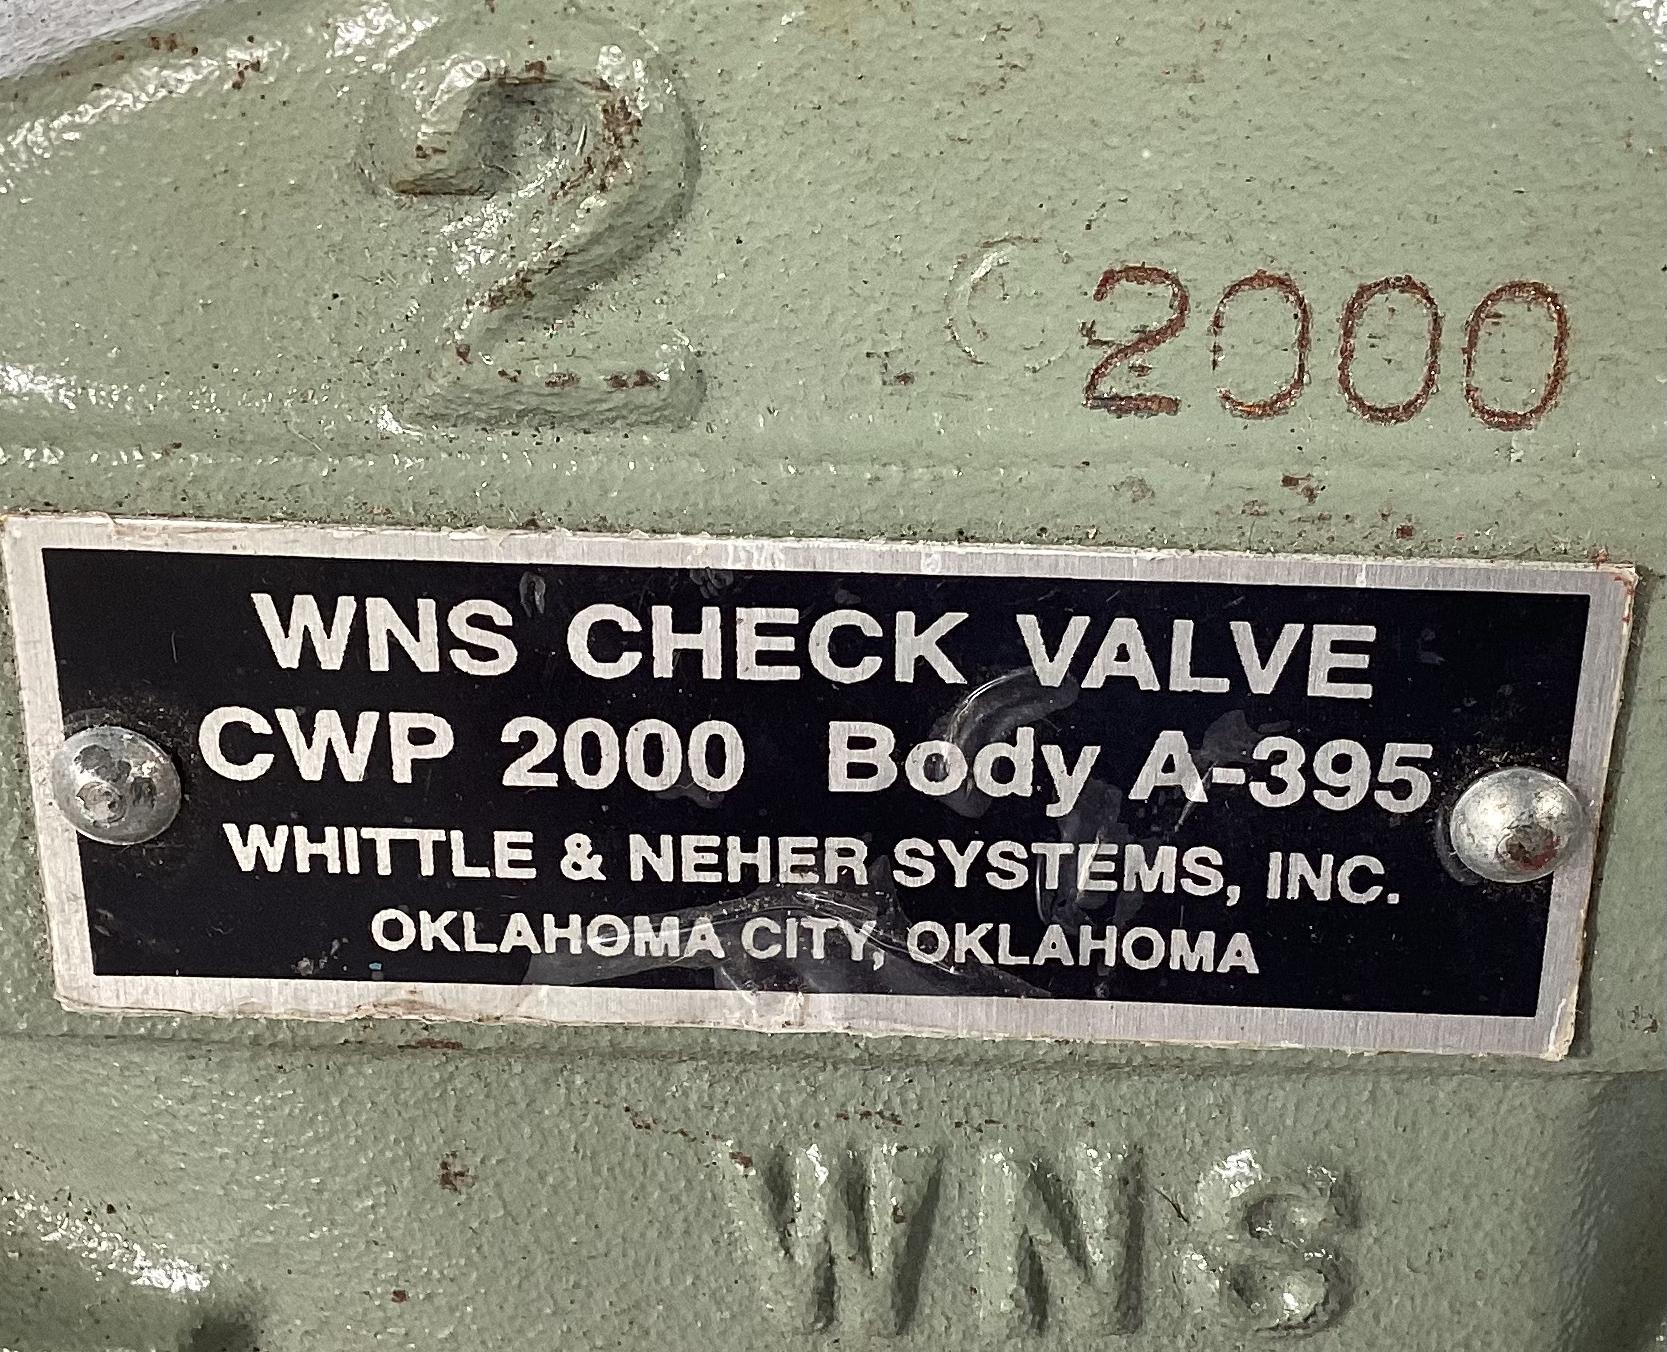 2
2000
WNS CHECK VALVE
CWP 2000 Body A-395
WHITTLE & NEHER SYSTEMS, INC.
OKLAHOMA CITY, OKLAHOMA
WNS